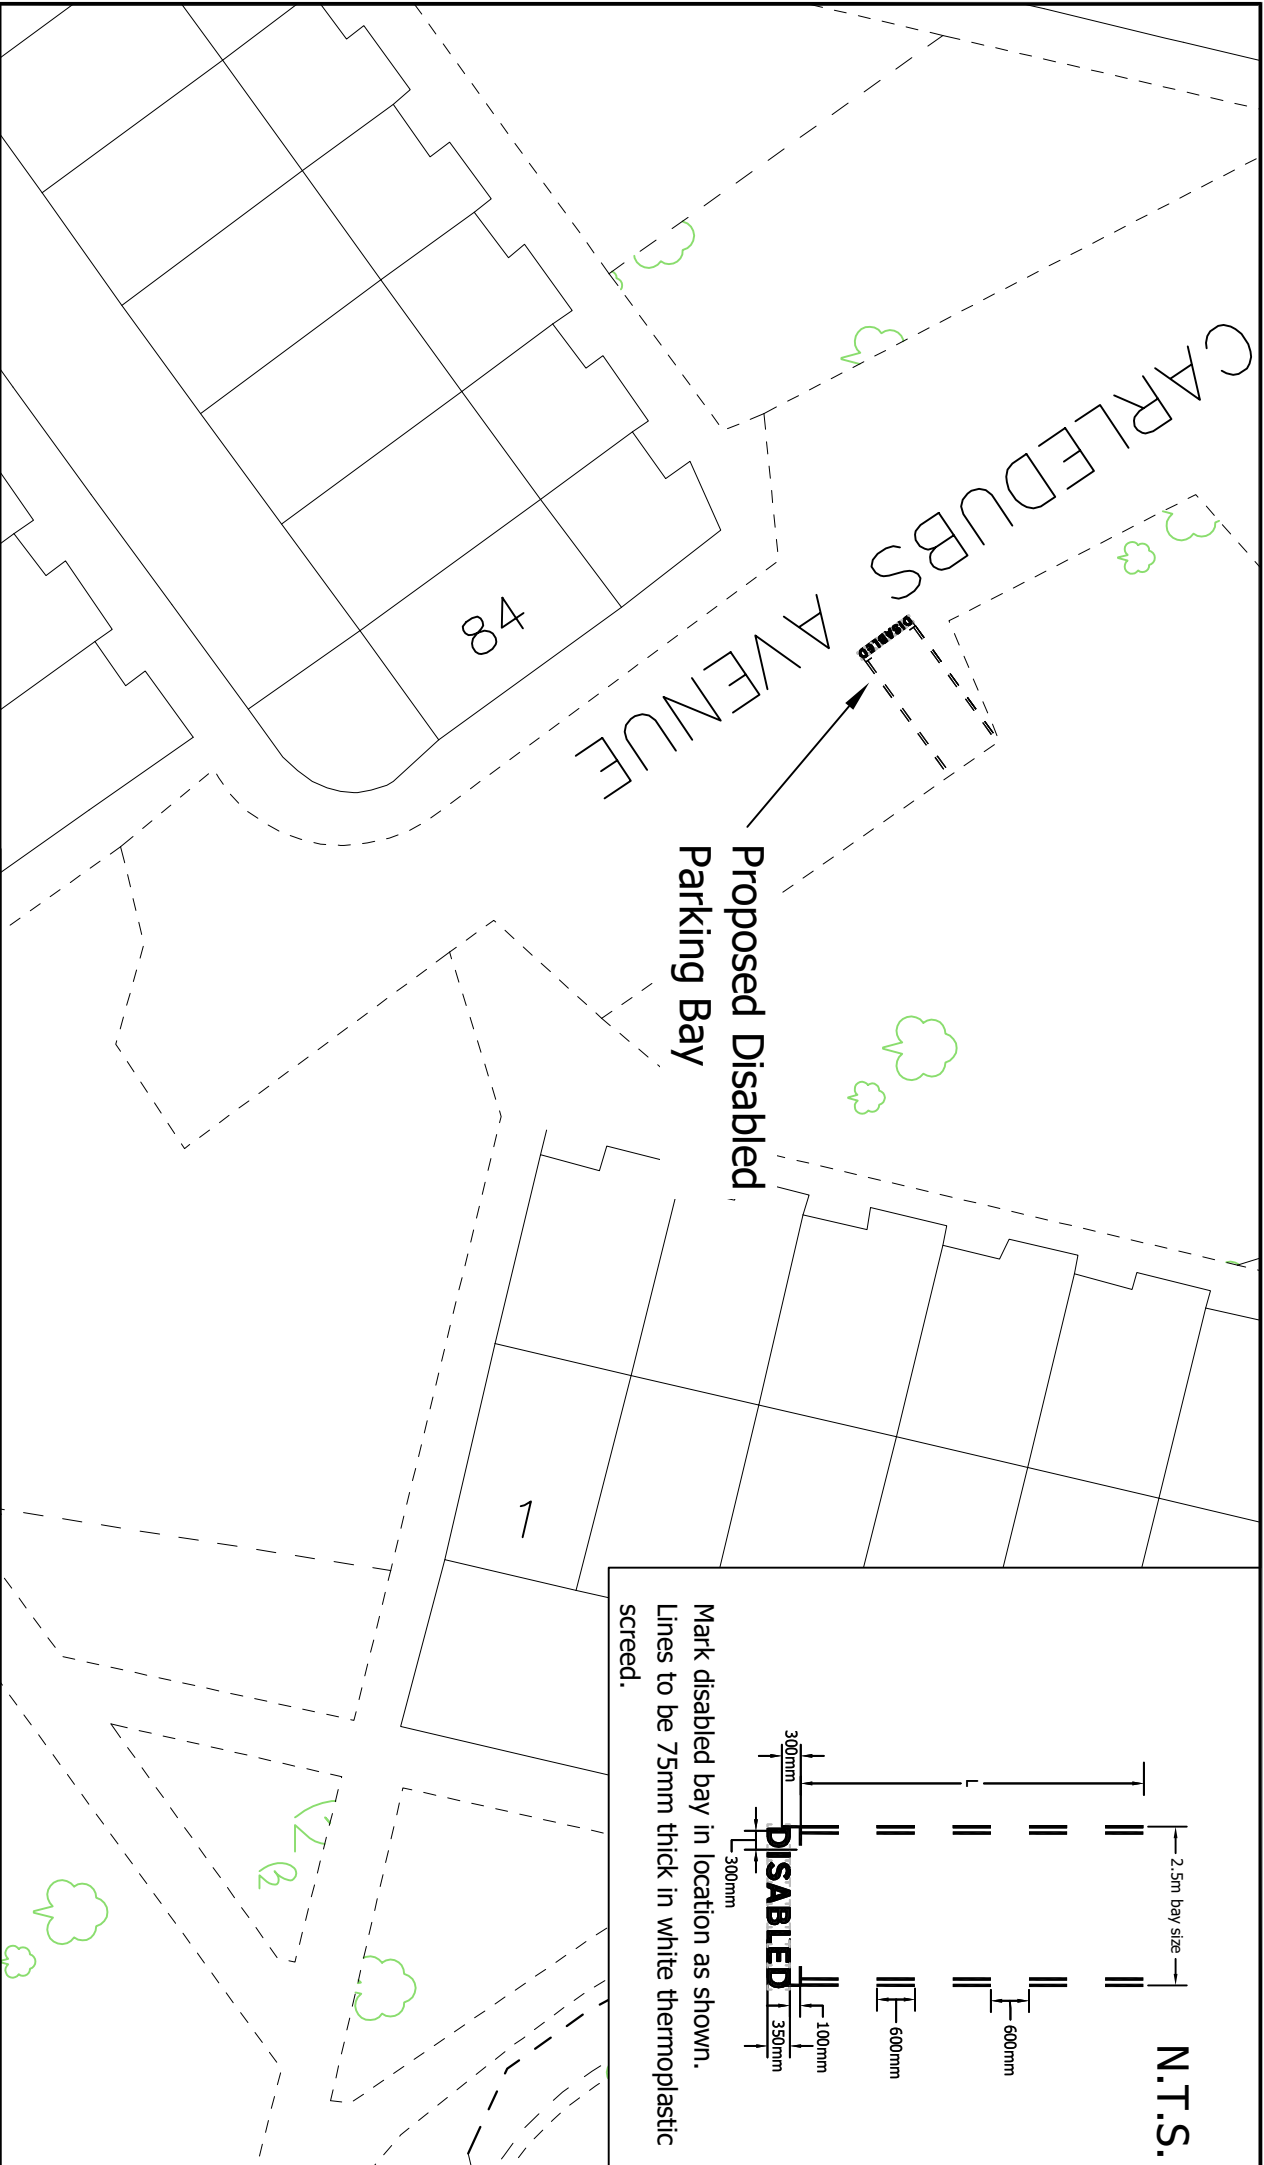 CARLEDUBS AVENUE
84
DISABLED
Proposed Disabled
Parking Bay
1
N.T.S.
2.5m bay size
L
600mm
600mm
300mm
300mm
100mm
350mm
DISABLED
Mark disabled bay in location as shown.
Lines to be 75mm thick in white thermoplastic
screed.